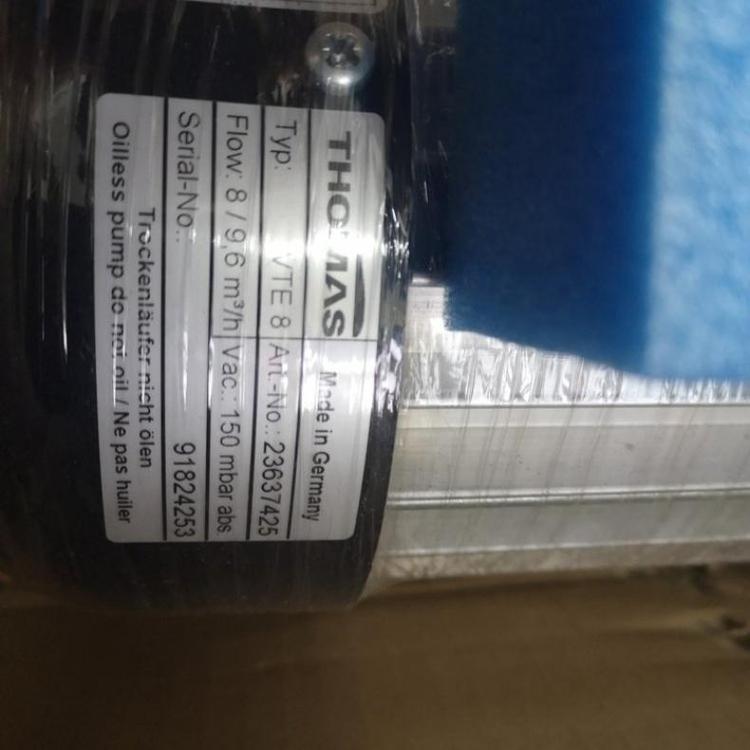 THOMAS Made in Germany
Typ: VTE 8 Art.-No.: 23637425
Flow: 8 / 9,6 m³/h Vac.: 150 mbar abs.
Serial-No.: 91824253
Trockenläufer nicht ölen
Oilless pump do not oil / Ne pas huiler